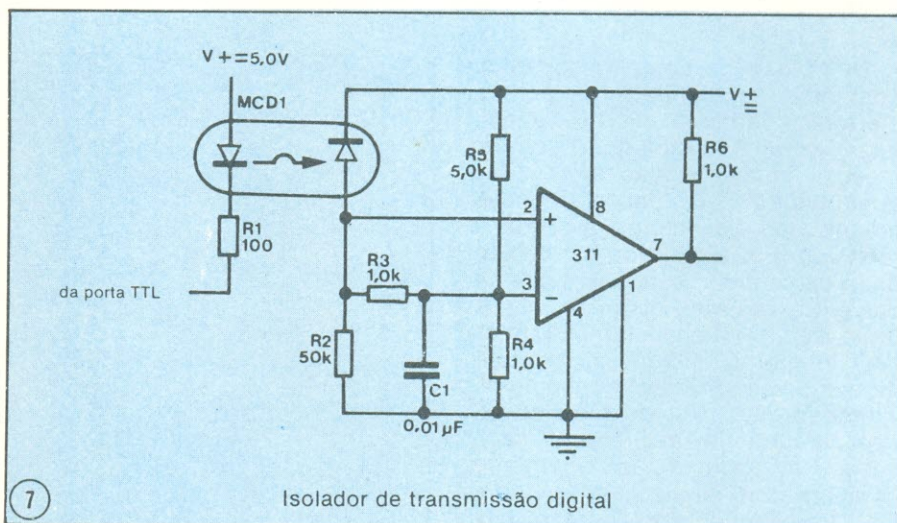 V+=5,0V
MCD1
R1
100
da porta TTL
R2
50k
R3
1,0k
C1
0,01µF
R5
5,0k
R4
1,0k
2
+
3
−
311
8
7
4
1
R6
1,0k
V+
=
7
Isolador de transmissão digital